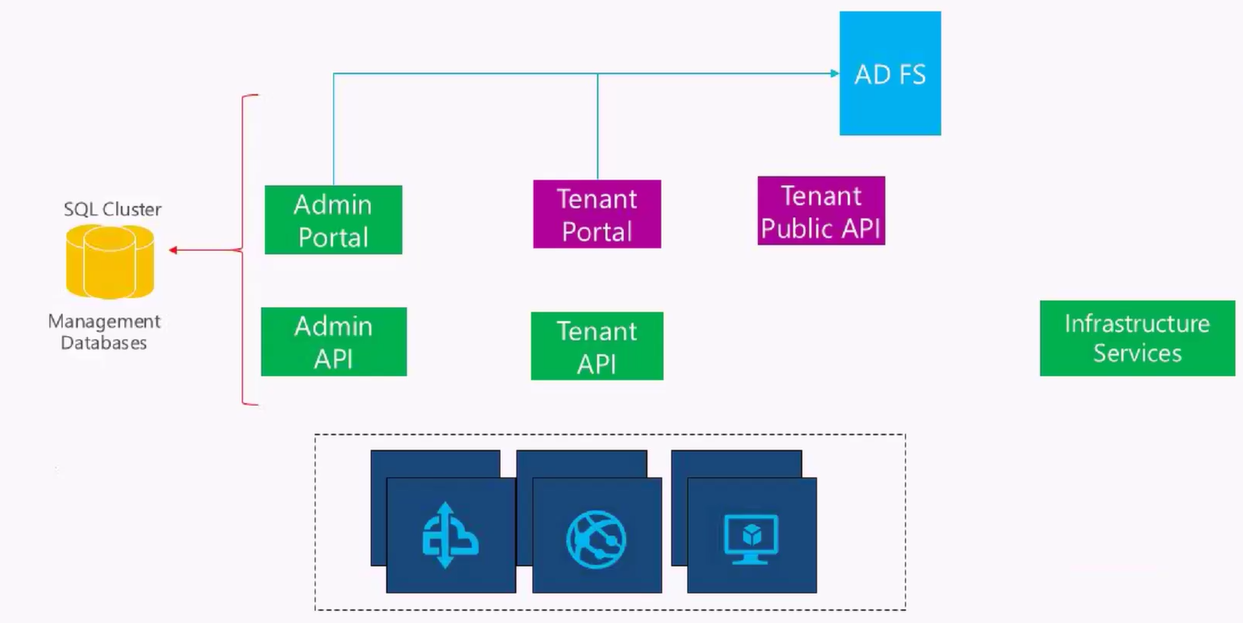 AD FS
Admin
Portal
Tenant
Portal
Tenant
Public API
SQL Cluster
Management
Databases
Admin
API
Tenant
API
Infrastructure
Services